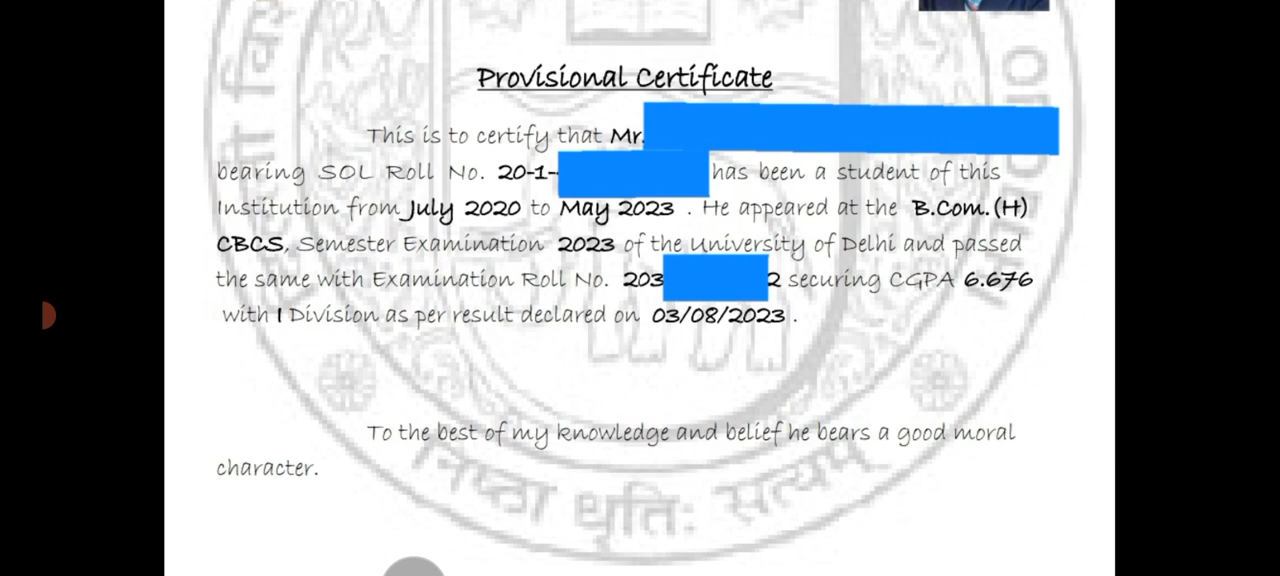 Provisional Certificate
This is to certify that Mr.
bearing SOL Roll No. 20-1- has been a student of this
Institution from July 2020 to May 2023 . He appeared at the B.Com.(H)
CBCS, Semester Examination 2023 of the University of Delhi and passed
the same with Examination Roll No. 203 2 securing CGPA 6.676
with I Division as per result declared on 03/08/2023 .
To the best of my knowledge and belief he bears a good moral
character.
निष्ठा धृति: सत्यम्